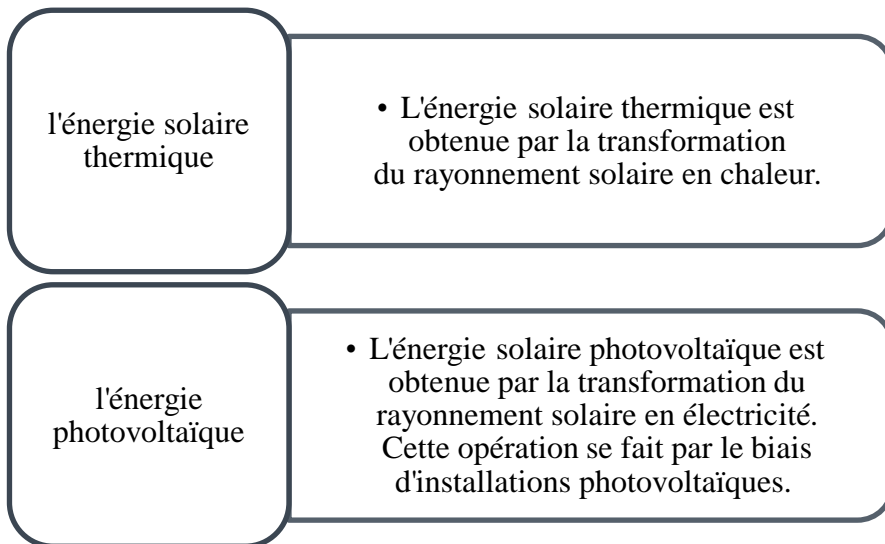 l'énergie solaire
thermique
• L'énergie solaire thermique est
obtenue par la transformation
du rayonnement solaire en chaleur.
l'énergie
photovoltaïque
• L'énergie solaire photovoltaïque est
obtenue par la transformation du
rayonnement solaire en électricité.
Cette opération se fait par le biais
d'installations photovoltaïques.